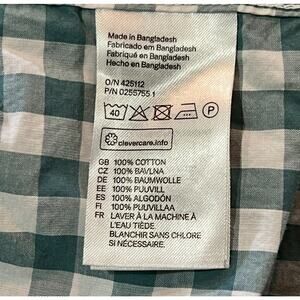 Made in Bangladesh
Fabricado em Bangladesh
Fabriqué en Bangladesh
Hecho en Bangladesh
O/N 425112
P/N 0255755 1
40 P
clevercare.info
GB 100% COTTON
CZ 100% BAVLNA
DE 100% BAUMWOLLE
EE 100% PUUVILL
ES 100% ALGODÓN
FI 100% PUUVILLAA
FR LAVER À LA MACHINE À
L'EAU TIÈDE
BLANCHIR SANS CHLORE
SI NÉCESSAIRE.